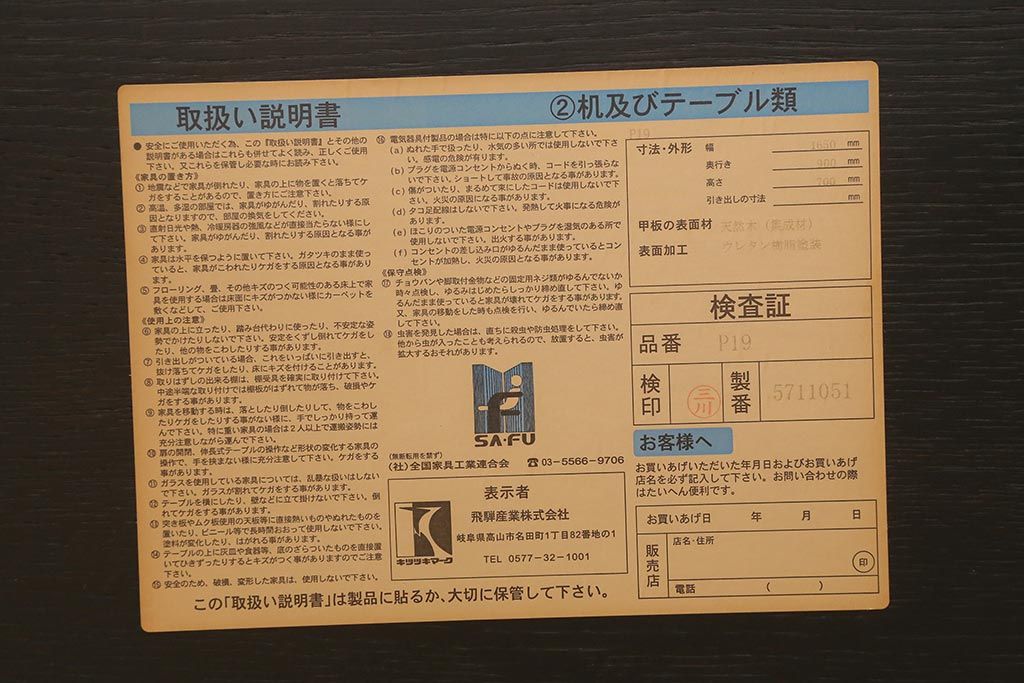 取扱い説明書
②机及びテーブル類
●安全にご使用いただく為、この『取扱い説明書』とその他の
説明書がある場合はこれらも併せてよく読み、正しくご使用
下さい。又これらを保管し必要な時にお読み下さい。
《家具の置き方》
①地震などで家具が倒れたり、家具の上に物を置くと落ちてケ
ガをすることがあるので、置き方にご注意下さい。
②高温、多湿の部屋では、家具がゆがんだり、割れたりする原
因となりますので、部屋の換気をしてください。
③直射日光や熱、冷暖房器の強風などが直接当たらない様にし
て下さい。家具がゆがんだり、割れたりする原因となる事が
あります。
④家具は水平を保つように置いて下さい。ガタツキのまま使っ
ていると、家具がこわれたりケガをする原因となる事があり
ます。
⑤フローリング、畳、その他キズのつく可能性のある床上で家
具を使用する場合は床面にキズがつかない様にカーペットを
敷くなどして、ご使用下さい。
《使用上の注意》
⑥家具の上に立ったり、踏み台代わりに使ったり、不安定な姿
勢でかけたりしないで下さい。安定をくずし倒れてケガをし
たり、他の物をこわしたりする事があります。
⑦引き出しがついている場合、これをいっぱいに引き出すと、
抜け落ちてケガをしたり、床にキズを付けることがあります。
⑧取りはずしの出来る棚は、棚受具を確実に取り付けて下さい。
中途半端な取り付けでは棚板がはずれて物が落ち、破損やケ
ガをする事があります。
⑨家具を移動する時は、落としたり倒したりして、物をこわし
たりケガをしたりする事がない様に、手でしっかり持って運
んで下さい。特に重い家具の場合は2人以上で運搬姿勢には
充分注意しながら運んで下さい。
⑩扉の開閉、伸長式テーブルの操作など形状の変化する家具の
操作で、手を挟まない様に充分注意して下さい。ケガをする
事があります。
⑪ガラスを使用している家具については、乱暴な扱いはしない
で下さい。ガラスが割れてケガをする事があります。
⑫テーブルを横にしたり、壁などに立て掛けないで下さい。倒
れてケガをする事があります。
⑬突き板やムク板使用の天板等に直接熱いものやぬれたものを
置いたり、ビニール等で長時間おおって使用しないで下さい。
塗料が変化したり、はがれる事があります。
⑭テーブルの上に灰皿や食器等、底のざらついたものを直接置
いてひきずったりするとキズがつく事がありますのでご注意
下さい。
⑮安全のため、破損、変形した家具は、使用しないで下さい。
⑯電気器具付製品の場合は特に以下の点に注意して下さい。
(a)ぬれた手で扱ったり、水気の多い所では使用しないで下さ
い。感電の危険が有ります。
(b)プラグを電源コンセントからぬく時、コードを引っ張らな
いで下さい。ショートして事故の原因となる事があります。
(c)傷がついたり、まるめて束にしたコードは使用しないで下
さい。火災の原因になる事があります。
(d)タコ足配線はしないで下さい。発熱して火事になる危険が
あります。
(e)ほこりのついた電源コンセントやプラグを湿気のある所で
使用しないで下さい。出火する事があります。
(f)コンセントの差し込み口がゆるんだまま使っているとコン
セントが加熱し、火災の原因となる事があります。
《保守点検》
⑰チョウバンや脚取付金物などの固定用ネジ類がゆるんでないか
時々点検し、ゆるみはじめたらしっかり締め直して下さい。ゆ
るんだまま使っていると家具が壊れてケガをする事があります。
又、家具の移動をした時も点検を行い、ゆるんでいたら締め直
して下さい。
⑱虫害を発見した場合は、直ちに殺虫や防虫処理をして下さい。
他から虫が入ったことも考えられるので、放置すると、虫害が
拡大するおそれがあります。
SA·FU
(無断転用を禁ず)
(社)全国家具工業連合会 ☎03-5566-9706
表示者
飛驒産業株式会社
岐阜県高山市名田町1丁目82番地の1
TEL 0577-32-1001
キツツキマーク
この「取扱い説明書」は製品に貼るか、大切に保管して下さい。
P19
寸法・外形 幅 1650 mm
奥行き 900 mm
高さ 700 mm
引き出しの寸法 mm
甲板の表面材 天然木(集成材)
表面加工 ウレタン樹脂塗装
検査証
品番 P19
検印 三川 製番 5711051
お客様へ
お買いあげいただいた年月日およびお買いあげ
店名を必ず記入して下さい。お問い合わせの際
はたいへん便利です。
お買いあげ日 年 月 日
販売店
店名・住所
印
電話 ( )